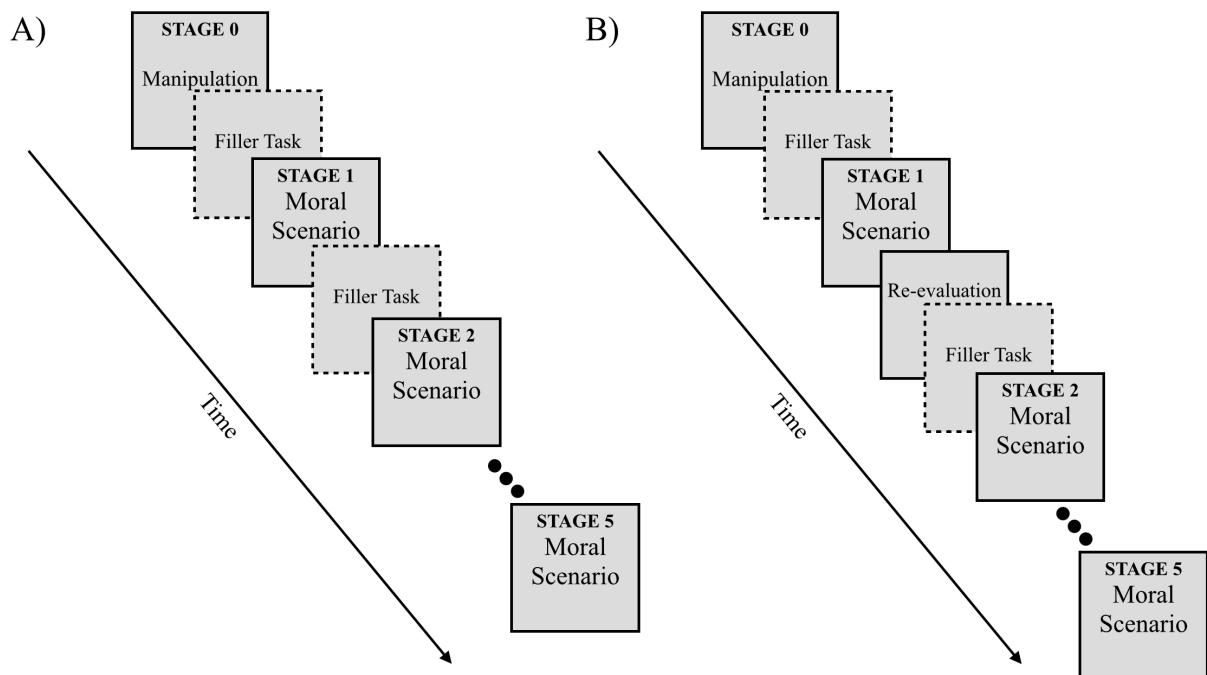 A)
STAGE 0
Manipulation
Filler Task
STAGE 1
Moral
Scenario
Filler Task
STAGE 2
Moral
Scenario
STAGE 5
Moral
Scenario
Time
B)
STAGE 0
Manipulation
Filler Task
STAGE 1
Moral
Scenario
Re-evaluation
Filler Task
STAGE 2
Moral
Scenario
STAGE 5
Moral
Scenario
Time